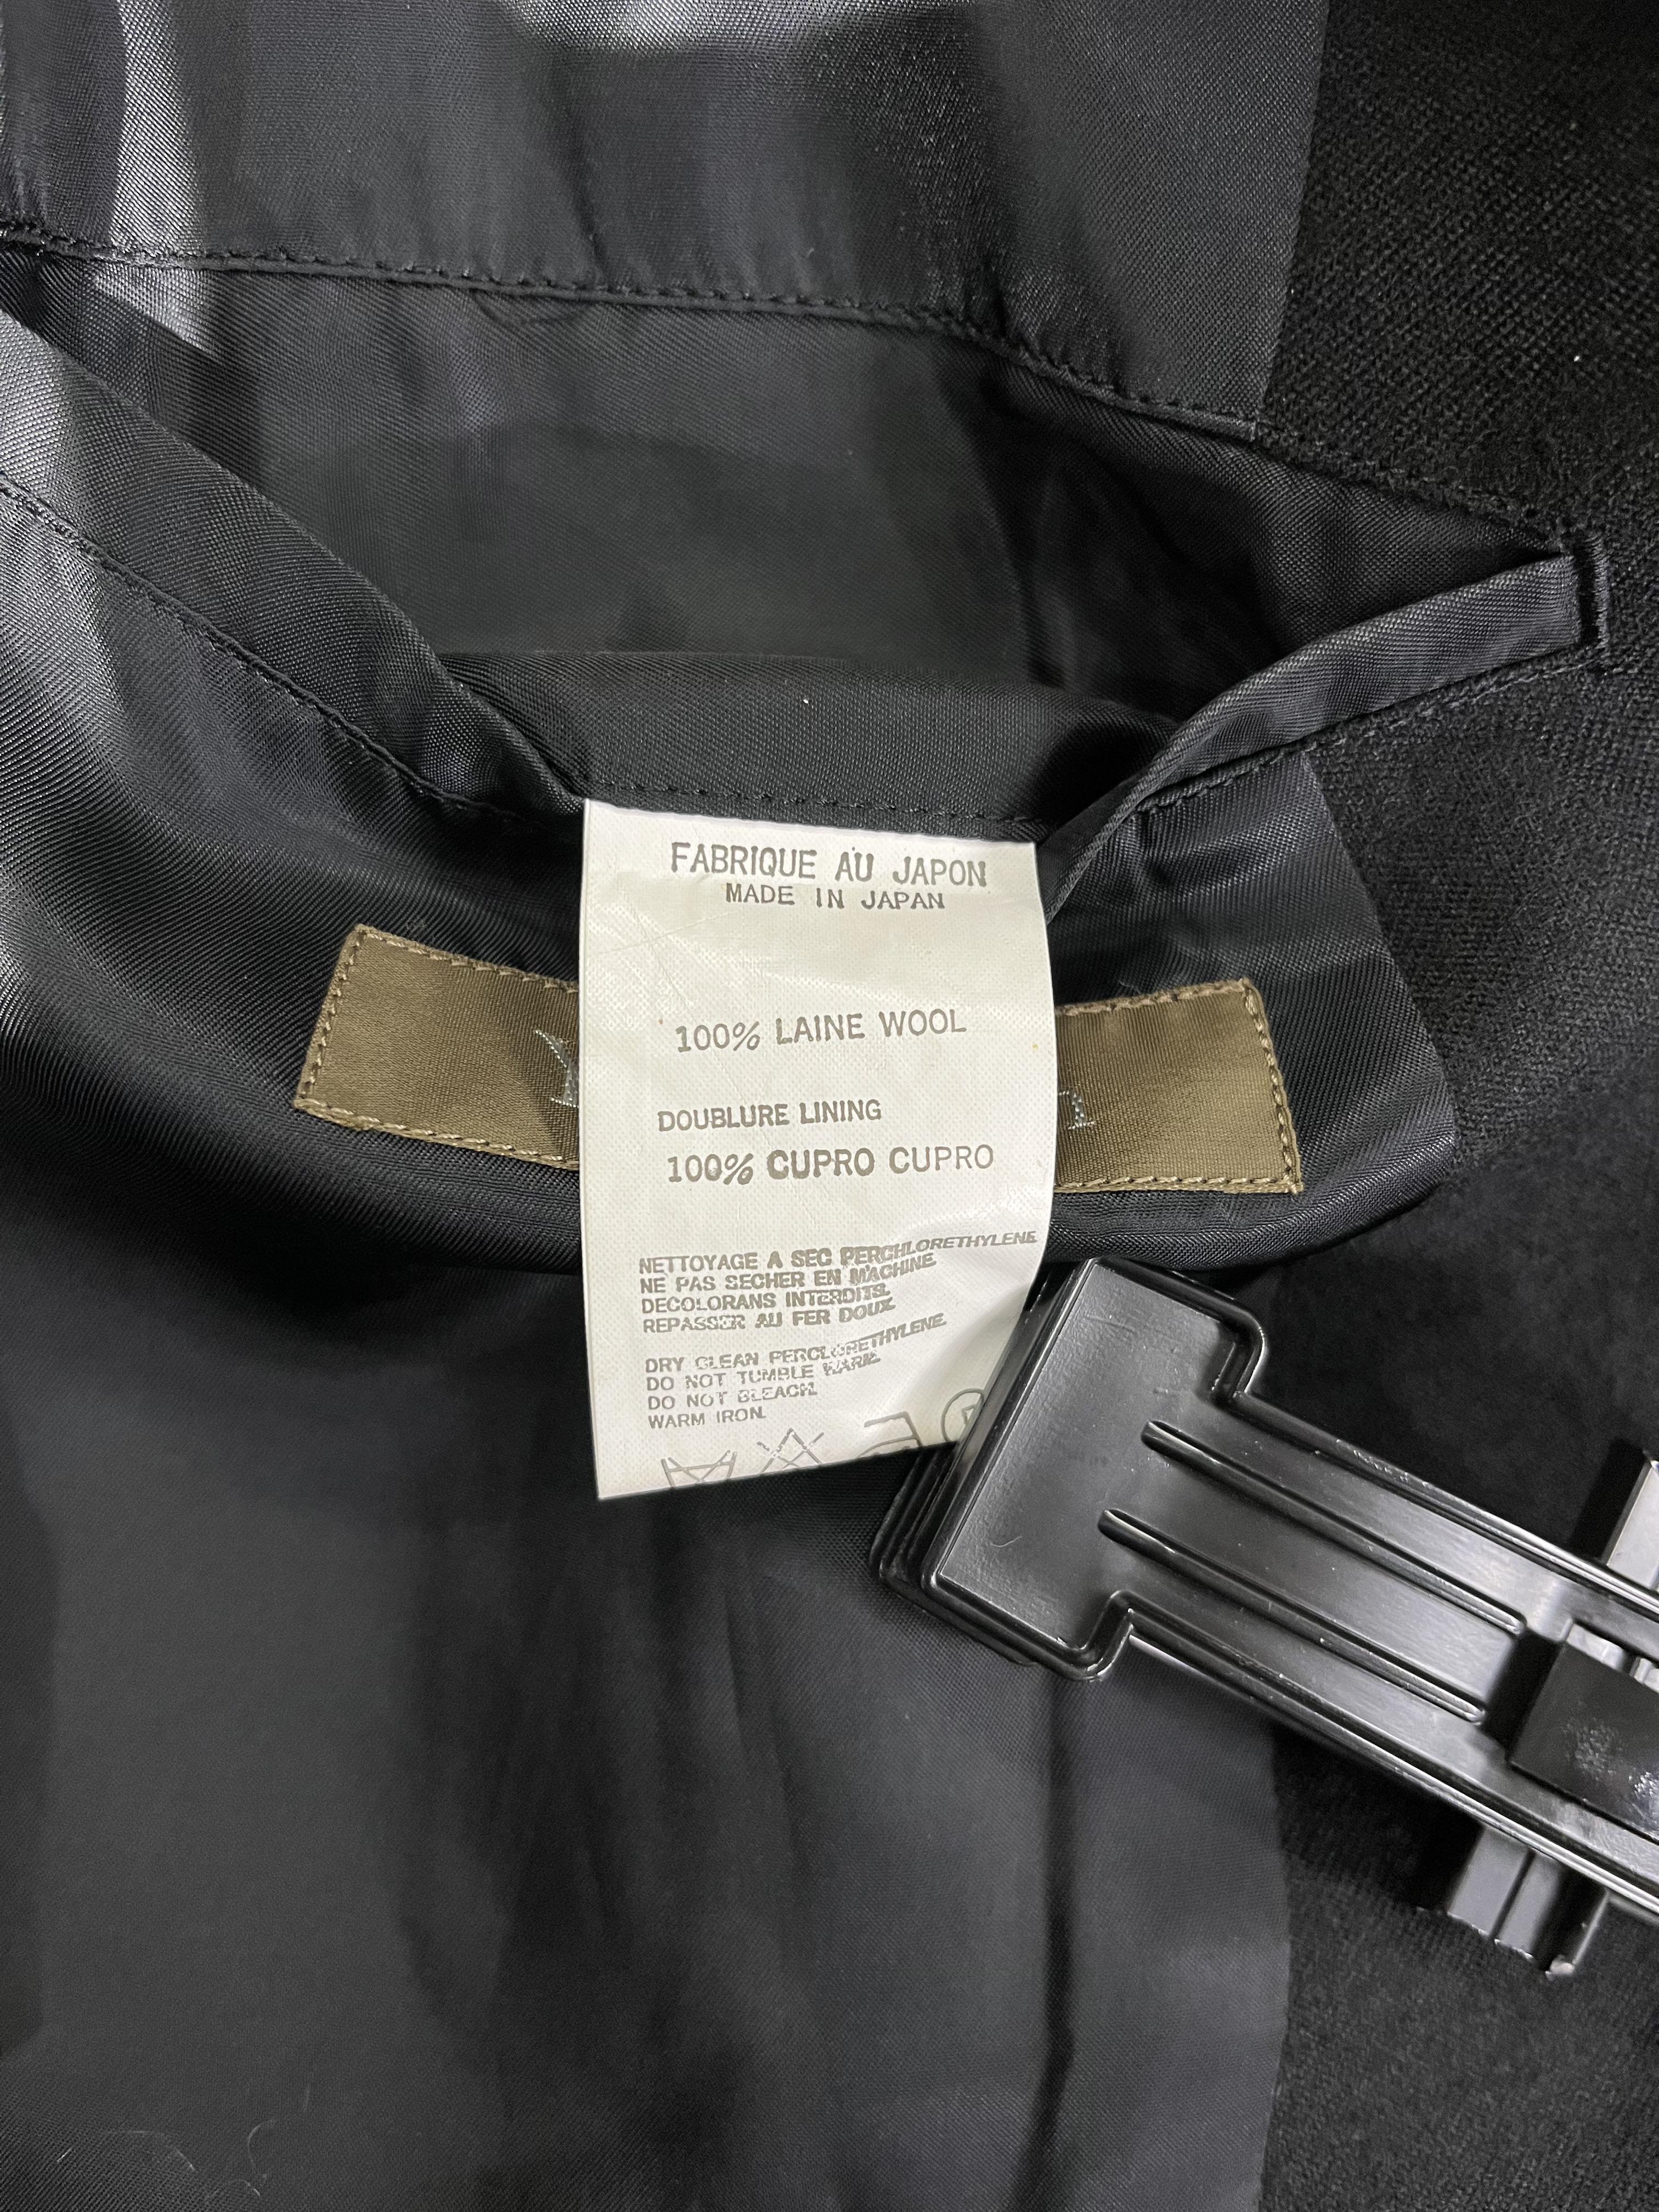 FABRIQUE AU JAPON
MADE IN JAPAN
100% LAINE WOOL
DOUBLURE LINING
100% CUPRO CUPRO
NETTOYAGE A SEC PERCHLORETHYLENE
NE PAS SECHER EN MACHINE.
DECOLORANS INTERDITS.
REPASSER AU FER DOUX.
DRY CLEAN PERCLORETHYLENE.
DO NOT TUMBLE WARM.
DO NOT BLEACH.
WARM IRON.
n